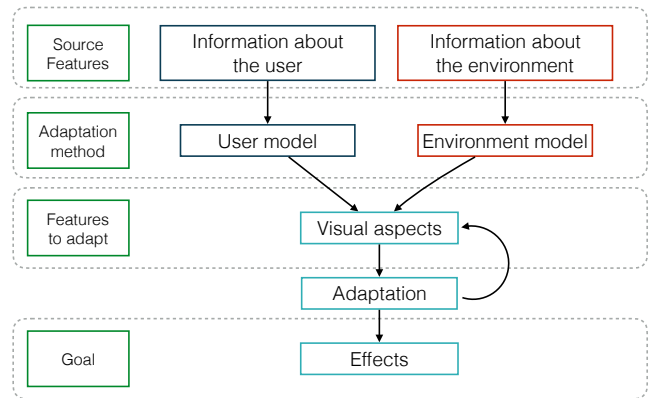 Source
Features
Information about
the user
Information about
the environment
Adaptation
method
User model
Environment model
Features
to adapt
Visual aspects
Adaptation
Goal
Effects